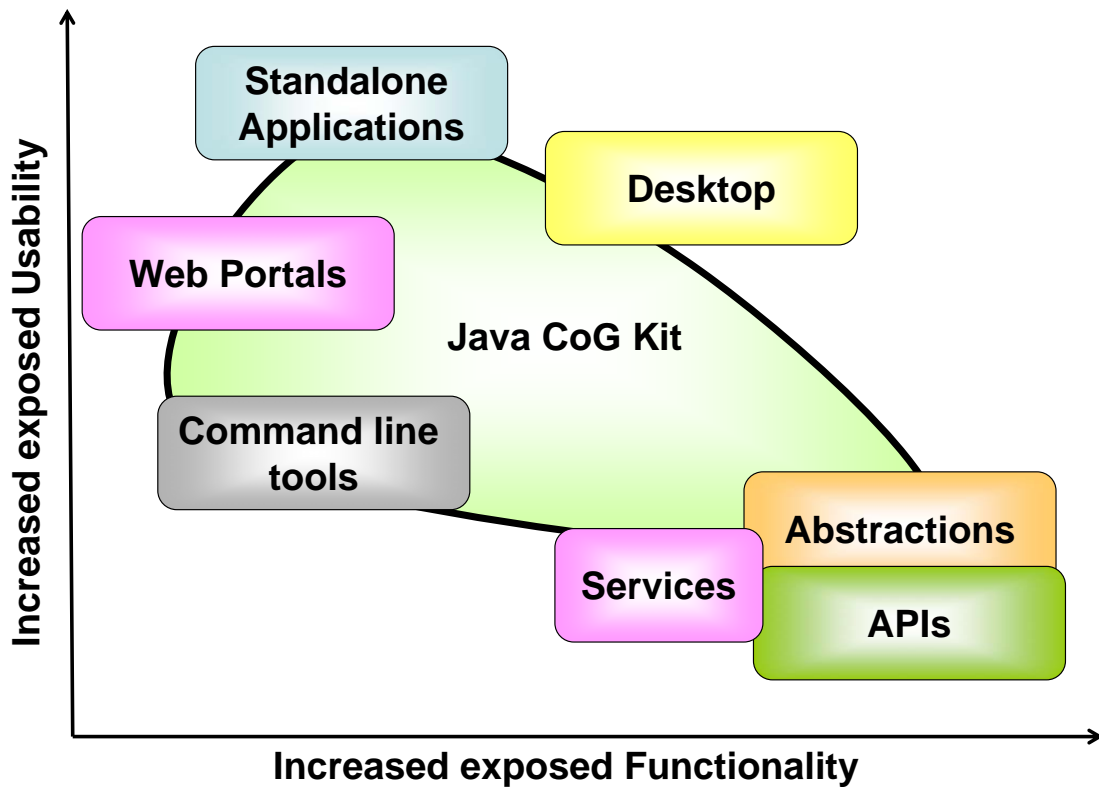 Increased exposed Usability
Standalone
Applications
Desktop
Web Portals
Java CoG Kit
Command line
tools
Abstractions
Services
APIs
Increased exposed Functionality